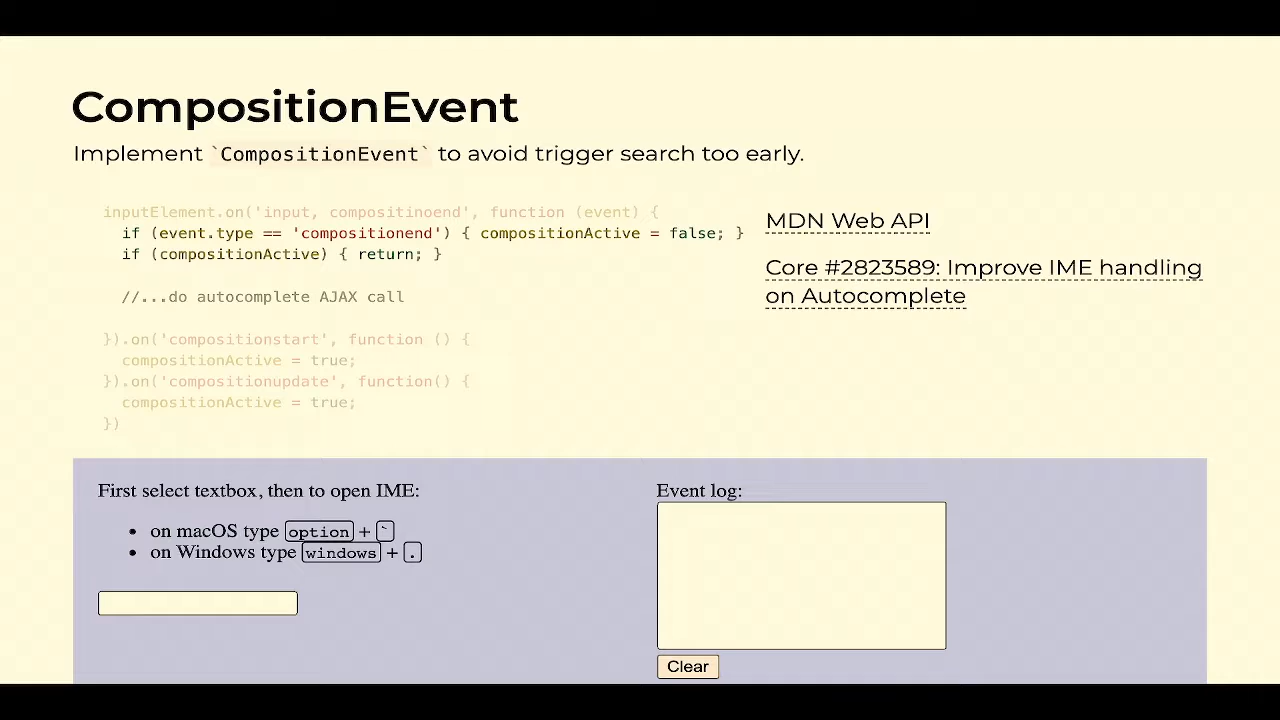 CompositionEvent
Implement `CompositionEvent` to avoid trigger search too early.
inputElement.on('input, compositinoend', function (event) {
if (event.type == 'compositionend') { compositionActive = false; }
if (compositionActive) { return; }
//...do autocomplete AJAX call
}).on('compositionstart', function () {
compositionActive = true;
}).on('compositionupdate', function() {
compositionActive = true;
})
MDN Web API
Core #2823589: Improve IME handling
on Autocomplete
First select textbox, then to open IME:
• on macOS type option + `
• on Windows type windows + .
Event log:
Clear